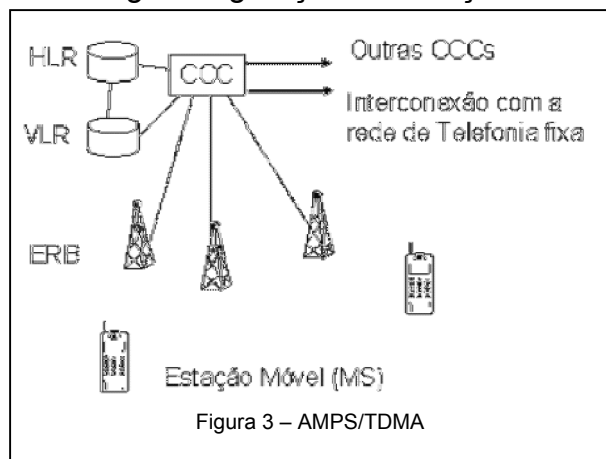 HLR
CCC
Outras CCCs
Interconexão com a
rede de Telefonia fixa
VLR
ERB
Estação Móvel (MS)
Figura 3 – AMPS/TDMA